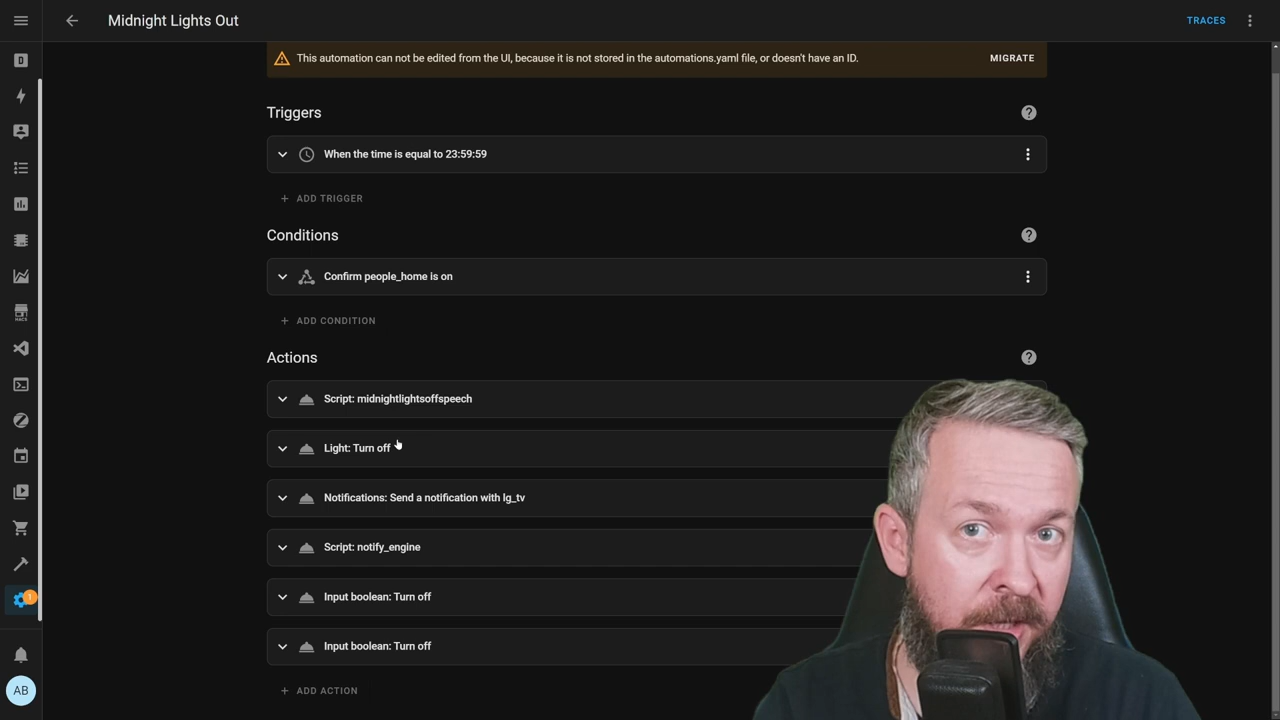 Midnight Lights Out
TRACES
This automation can not be edited from the UI, because it is not stored in the automations.yaml file, or doesn't have an ID.
MIGRATE
Triggers
When the time is equal to 23:59:59
+ ADD TRIGGER
Conditions
Confirm people_home is on
+ ADD CONDITION
Actions
Script: midnightlightsoffspeech
Light: Turn off
Notifications: Send a notification with lg_tv
Script: notify_engine
Input boolean: Turn off
Input boolean: Turn off
+ ADD ACTION
D
HACS
1
AB